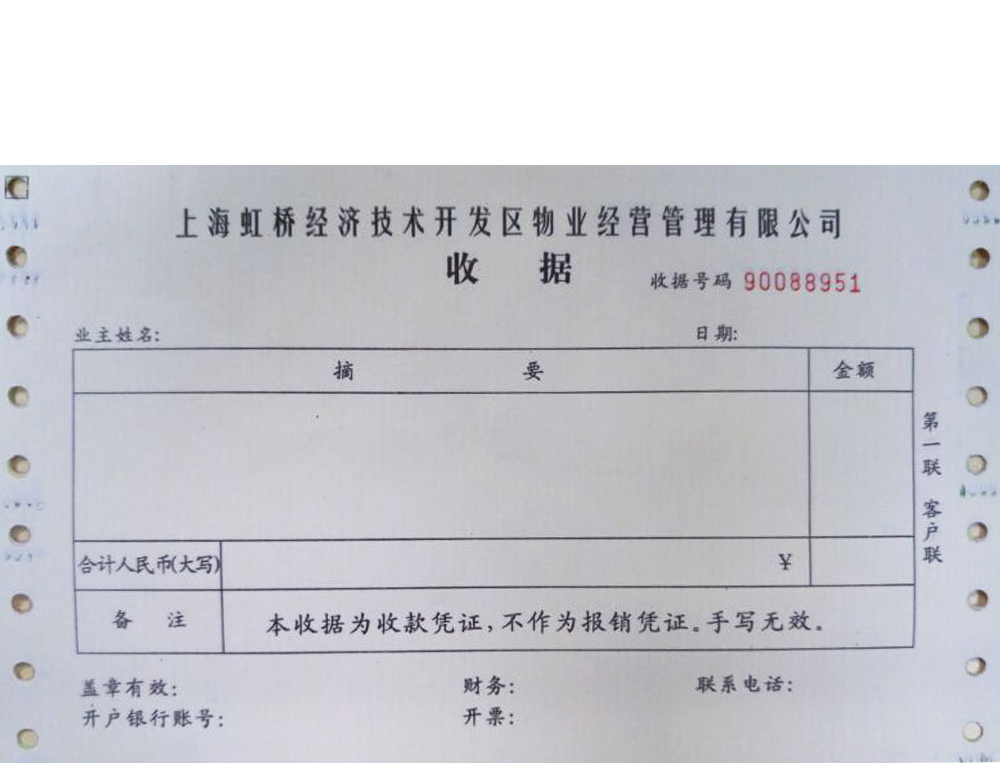 上海虹桥经济技术开发区物业经营管理有限公司
收 据
收据号码 90088951
业主姓名:
日期:
摘 要
金额
第一联 客户联
合计人民币(大写)
¥
备 注
本收据为收款凭证,不作为报销凭证。手写无效。
盖章有效:
财务:
联系电话:
开户银行账号:
开票: